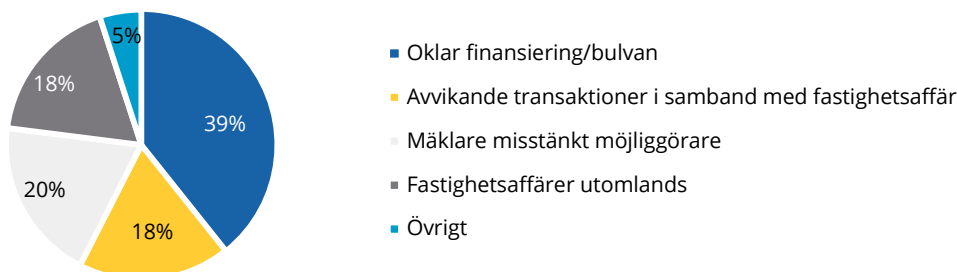 5%
18%
39%
20%
18%
Oklar finansiering/bulvan
Avvikande transaktioner i samband med fastighetsaffär
Mäklare misstänkt möjliggörare
Fastighetsaffärer utomlands
Övrigt